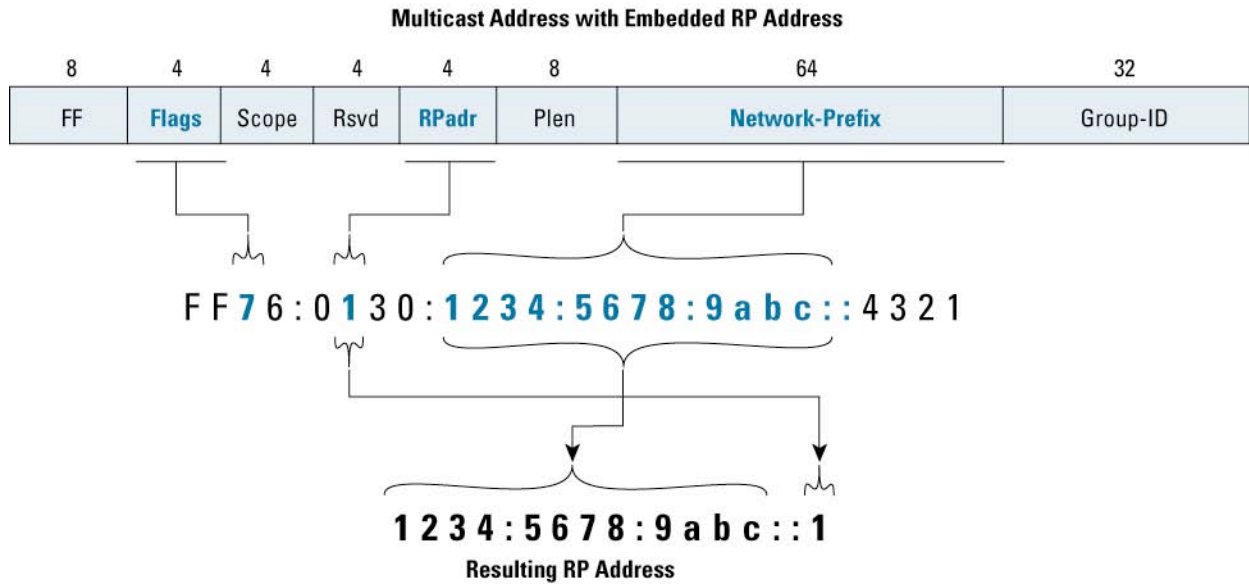 Multicast Address with Embedded RP Address
8 4 4 4 4 8 64 32
FF Flags Scope Rsvd RPadr Plen Network-Prefix Group-ID
FF76:0130:1234:5678:9abc::4321
1234:5678:9abc::1
Resulting RP Address